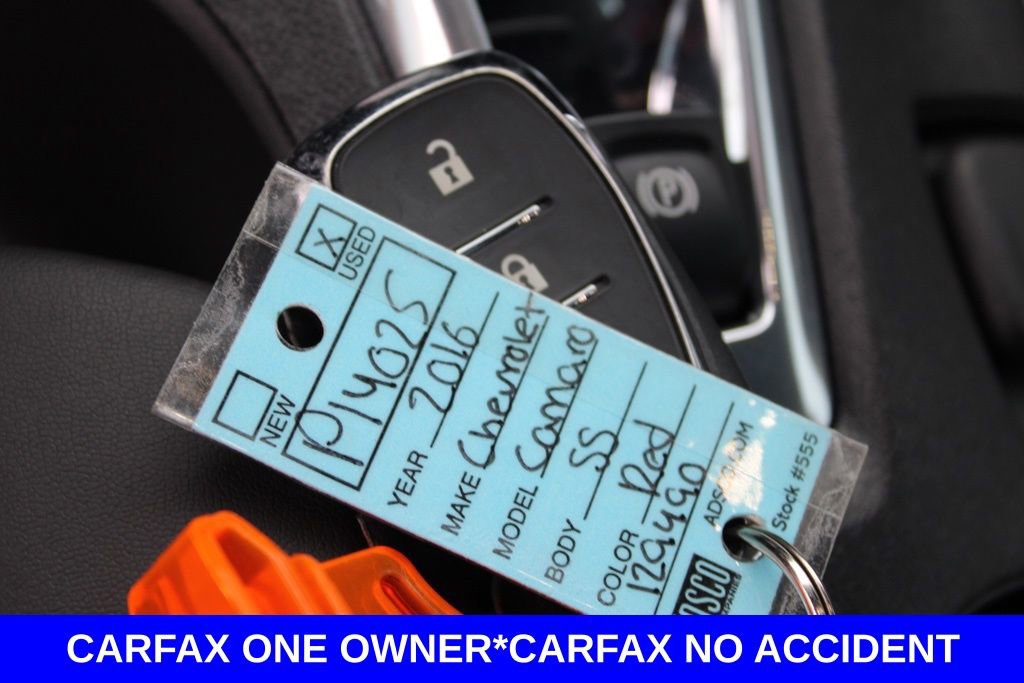 X
USED
NEW
P14025
YEAR 2016
MAKE Chevrolet
MODEL Camaro
BODY SS
COLOR Red
129490
Stock #555
P
CARFAX ONE OWNER*CARFAX NO ACCIDENT